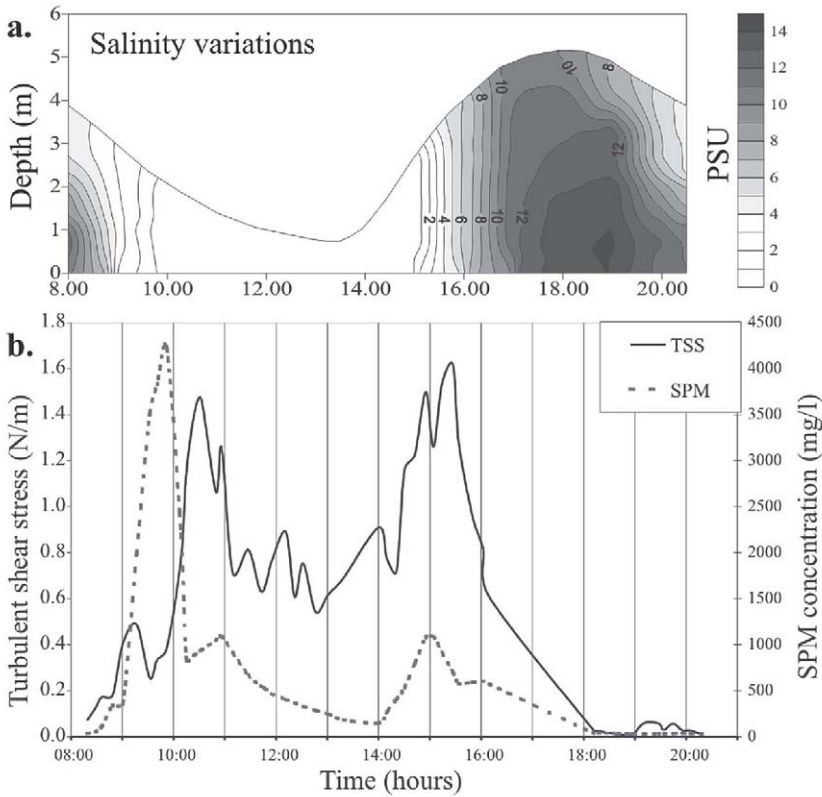 a.
Salinity variations
6
5
4
3
2
1
0
Depth (m)
8.00 10.00 12.00 14.00 16.00 18.00 20.00
2 4 6 8 10 12
8 10
10 8
12
14
12
10
8
6
4
2
0
PSU
b.
1.8
1.6
1.4
1.2
1.0
0.8
0.6
0.4
0.2
0.0
Turbulent shear stress (N/m)
TSS
SPM
4500
4000
3500
3000
2500
2000
1500
1000
500
0
SPM concentration (mg/l)
08:00 10:00 12:00 14:00 16:00 18:00 20:00
Time (hours)